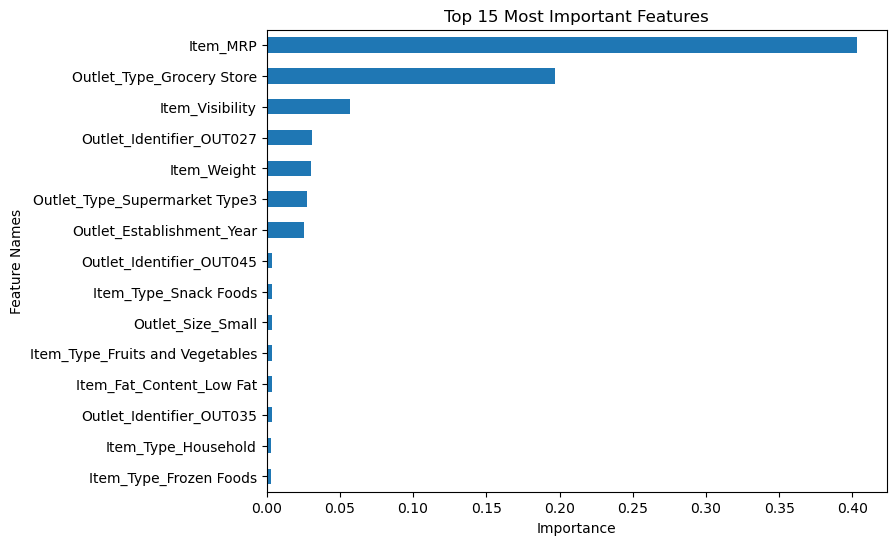 Top 15 Most Important Features
Item_MRP
Outlet_Type_Grocery Store
Item_Visibility
Outlet_Identifier_OUT027
Item_Weight
Outlet_Type_Supermarket Type3
Outlet_Establishment_Year
Outlet_Identifier_OUT045
Item_Type_Snack Foods
Outlet_Size_Small
Item_Type_Fruits and Vegetables
Item_Fat_Content_Low Fat
Outlet_Identifier_OUT035
Item_Type_Household
Item_Type_Frozen Foods
Feature Names
0.00 0.05 0.10 0.15 0.20 0.25 0.30 0.35 0.40
Importance